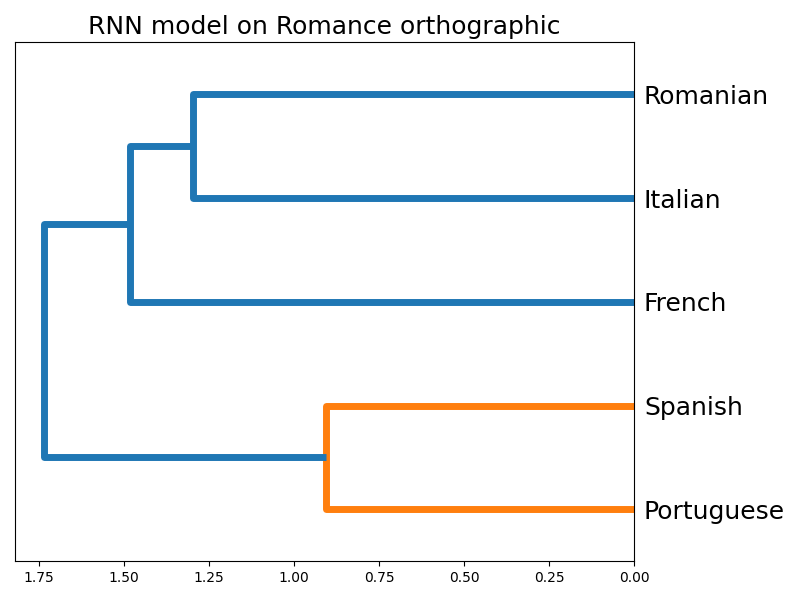 RNN model on Romance orthographic
Romanian
Italian
French
Spanish
Portuguese
1.75 1.50 1.25 1.00 0.75 0.50 0.25 0.00